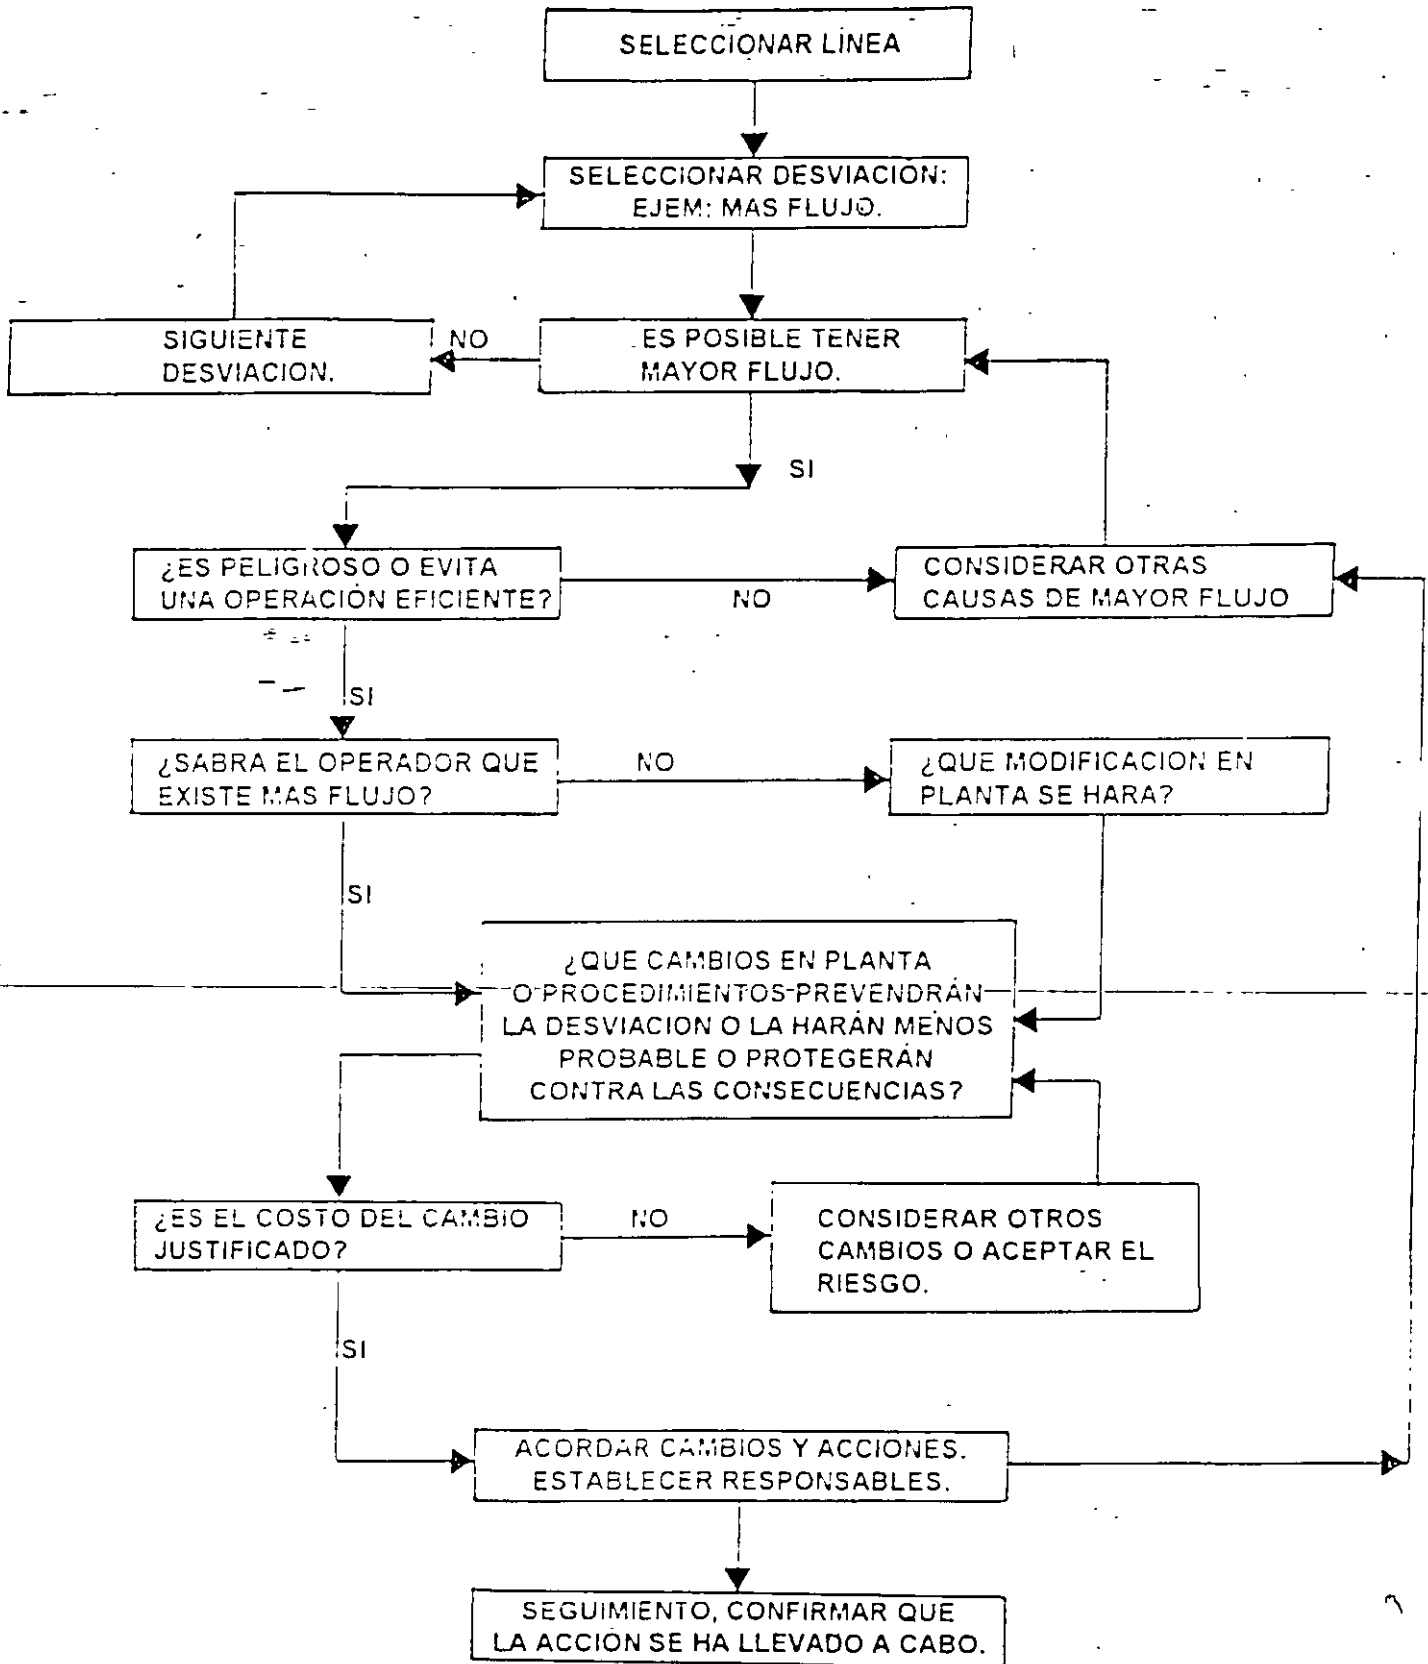 SELECCIONAR LÍNEA
SELECCIONAR DESVIACIÓN:
EJEM: MAS FLUJO.
SIGUIENTE
DESVIACION.
NO
ES POSIBLE TENER
MAYOR FLUJO.
SI
¿ES PELIGROSO O EVITA
UNA OPERACIÓN EFICIENTE?
NO
CONSIDERAR OTRAS
CAUSAS DE MAYOR FLUJO
SI
¿SABRA EL OPERADOR QUE
EXISTE MAS FLUJO?
NO
¿QUE MODIFICACION EN
PLANTA SE HARA?
SI
¿QUE CAMBIOS EN PLANTA
O PROCEDIMIENTOS PREVENDRÁN
LA DESVIACION O LA HARÁN MENOS
PROBABLE O PROTEGERÁN
CONTRA LAS CONSECUENCIAS?
¿ES EL COSTO DEL CAMBIO
JUSTIFICADO?
NO
CONSIDERAR OTROS
CAMBIOS O ACEPTAR EL
RIESGO.
SI
ACORDAR CAMBIOS Y ACCIONES.
ESTABLECER RESPONSABLES.
SEGUIMIENTO, CONFIRMAR QUE
LA ACCIÓN SE HA LLEVADO A CABO.